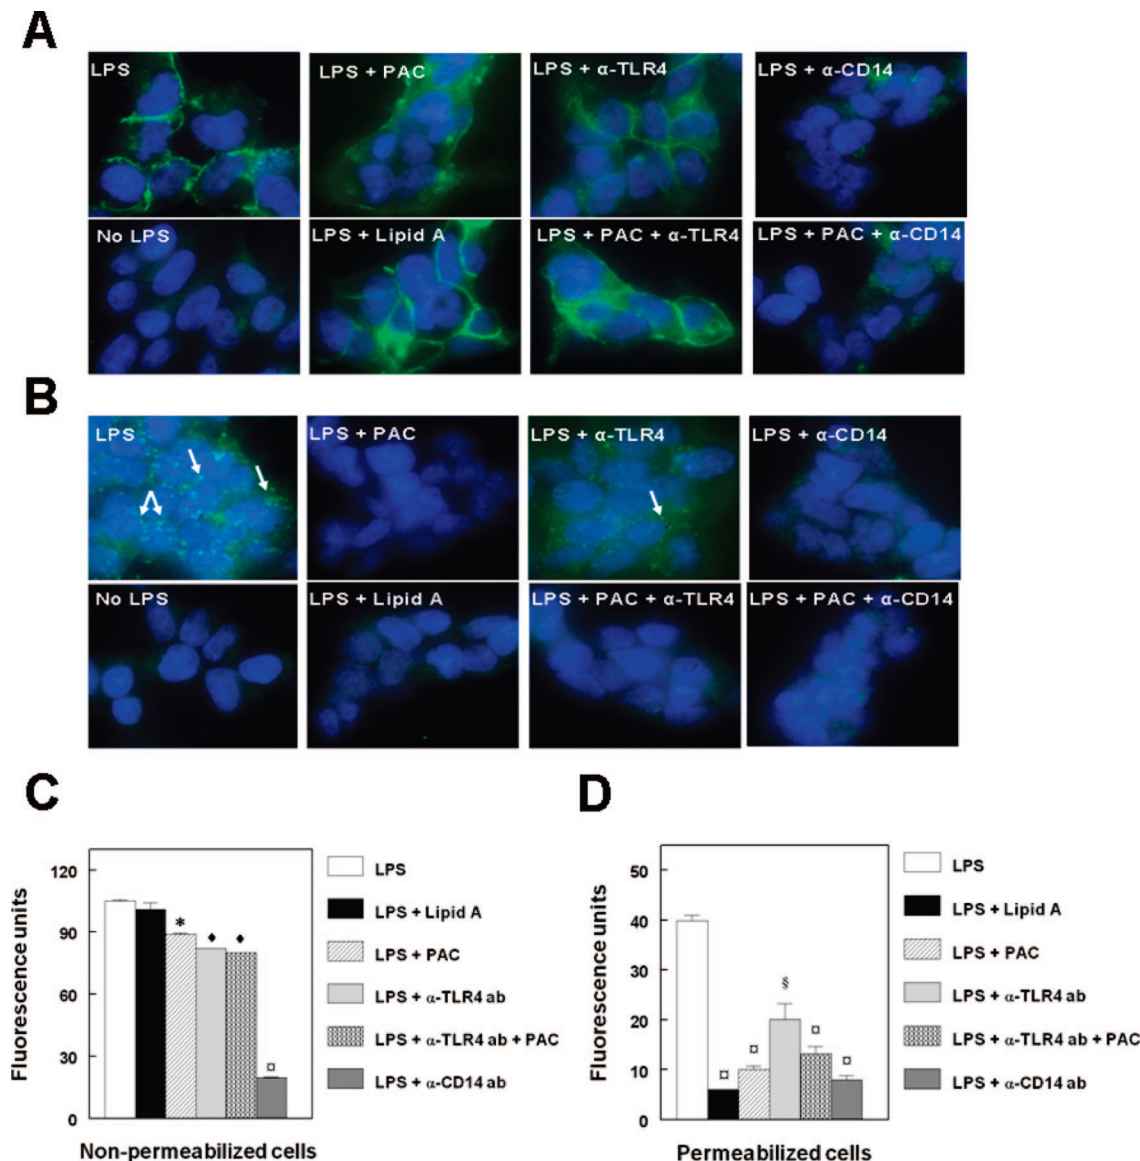 A
LPS
LPS + PAC
LPS + α-TLR4
LPS + α-CD14
No LPS
LPS + Lipid A
LPS + PAC + α-TLR4
LPS + PAC + α-CD14
B
LPS
LPS + PAC
LPS + α-TLR4
LPS + α-CD14
No LPS
LPS + Lipid A
LPS + PAC + α-TLR4
LPS + PAC + α-CD14
C
Fluorescence units
120
90
60
30
0
*
♦
♦
¤
Non-permeabilized cells
LPS
LPS + Lipid A
LPS + PAC
LPS + α-TLR4 ab
LPS + α-TLR4 ab + PAC
LPS + α-CD14 ab
D
Fluorescence units
50
40
30
20
10
0
¤
¤
§
¤
¤
Permeabilized cells
LPS
LPS + Lipid A
LPS + PAC
LPS + α-TLR4 ab
LPS + α-TLR4 ab + PAC
LPS + α-CD14 ab